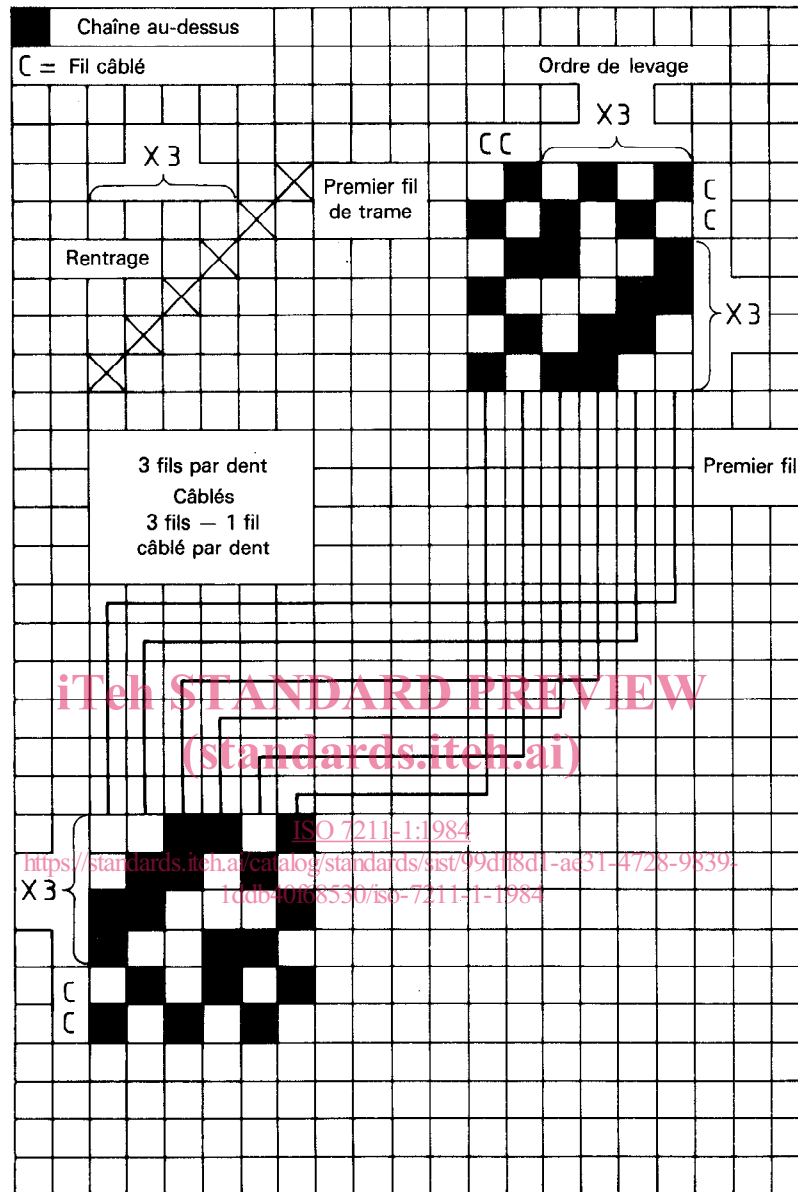 Chaîne au-dessus
C = Fil câblé
Ordre de levage
X 3
C C
X 3
Premier fil
de trame
C
C
Rentrage
X 3
3 fils par dent
Câblés
3 fils — 1 fil
câblé par dent
Premier fil
iTeh STANDARD PREVIEW
(standards.iteh.ai)
ISO 7211-1:1984
https://standards.iteh.ai/catalog/standards/sist/99dff8d1-ae31-4728-9839-
1ddb40f68530/iso-7211-1-1984
X 3
C
C